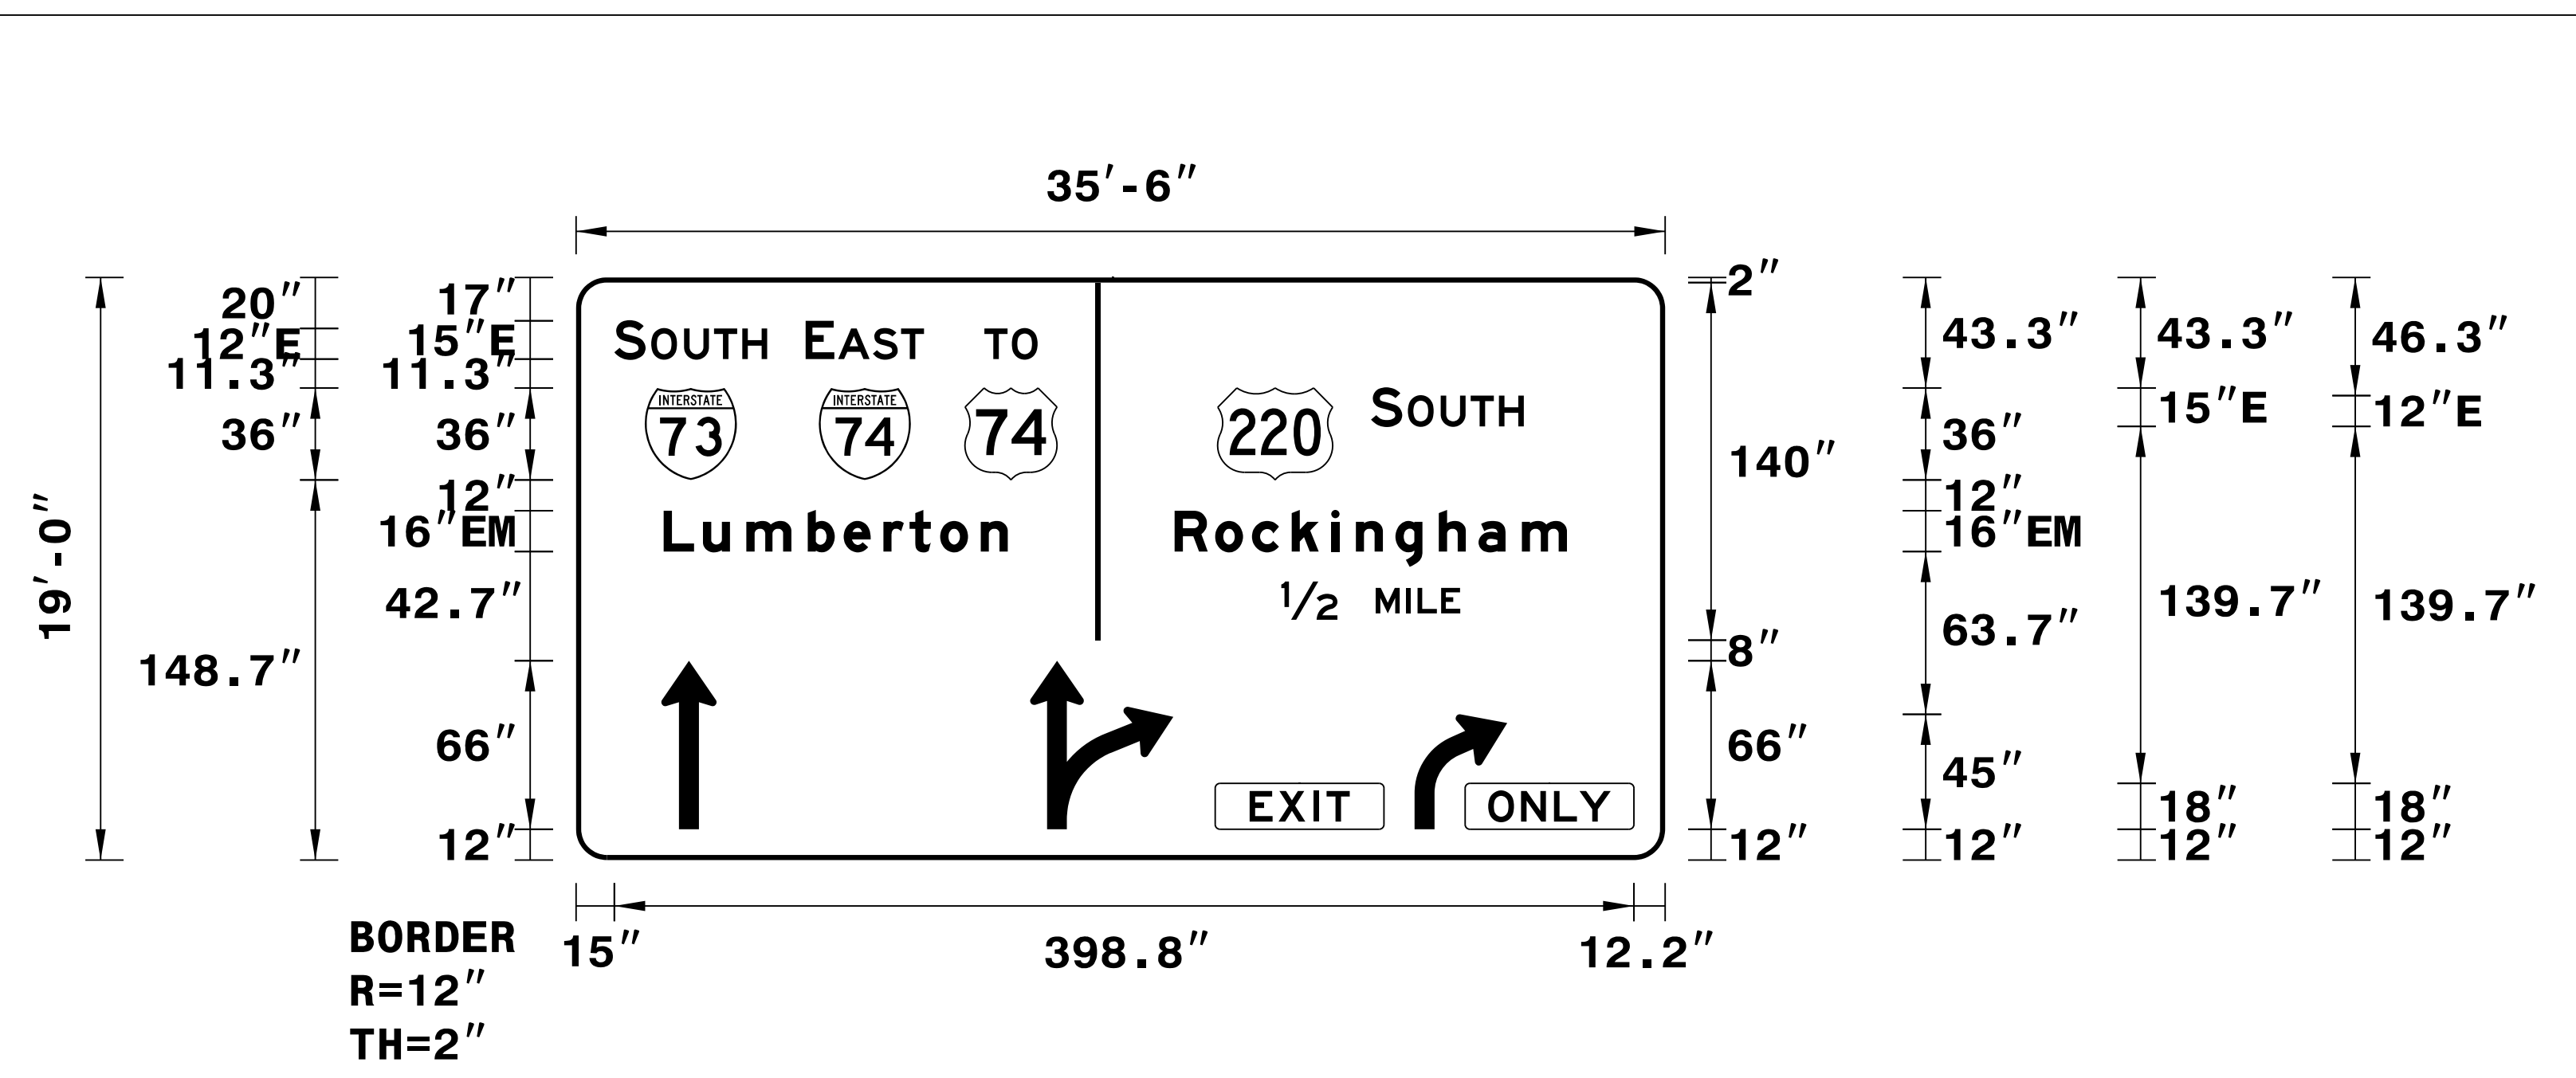 35'-6"
19'-0"
20"
12"E
11.3"
36"
148.7"
17"
15"E
11.3"
36"
12"
16"EM
42.7"
66"
12"
SOUTH EAST TO
INTERSTATE 73
INTERSTATE 74
74
Lumberton
220 SOUTH
Rockingham
1/2 MILE
EXIT ONLY
2"
140"
8"
66"
12"
43.3"
36"
12"
16"EM
63.7"
45"
12"
43.3"
15"E
139.7"
18"
12"
46.3"
12"E
139.7"
18"
12"
15" 398.8" 12.2"
BORDER
R=12"
TH=2"